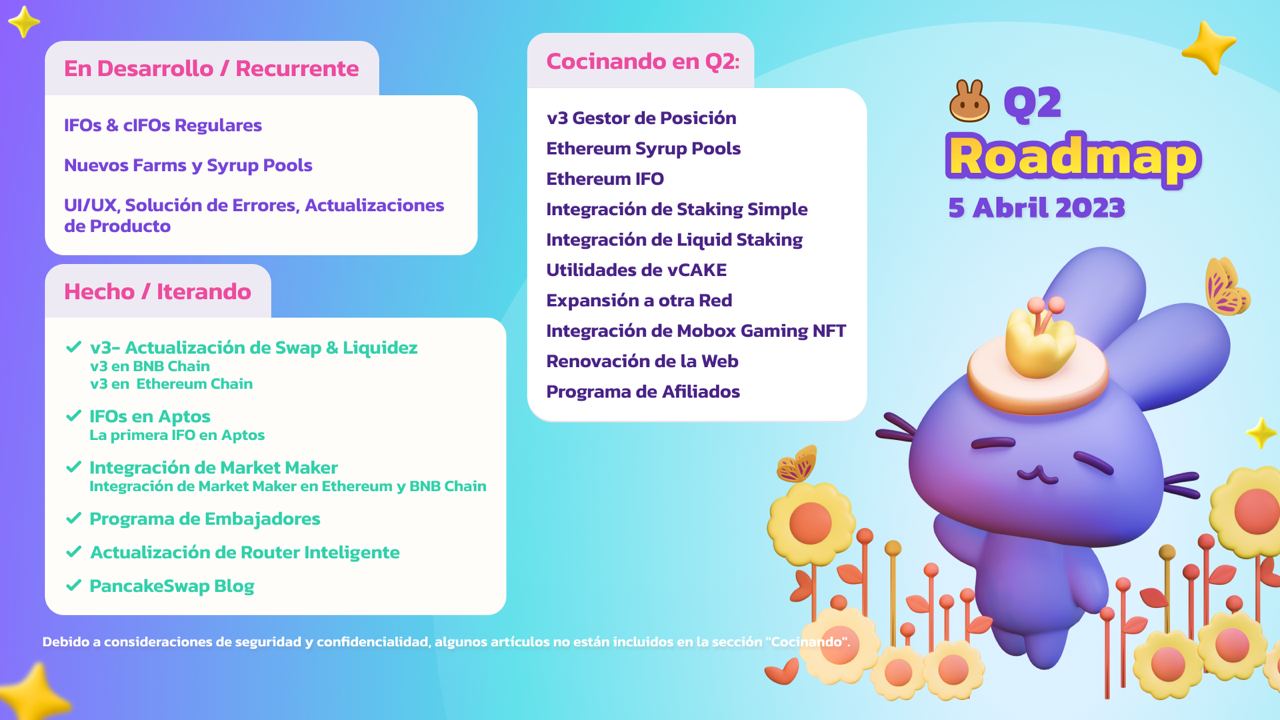 En Desarrollo / Recurrente
IFOs & cIFOs Regulares
Nuevos Farms y Syrup Pools
UI/UX, Solución de Errores, Actualizaciones
de Producto
Hecho / Iterando
v3- Actualización de Swap & Liquidez
v3 en BNB Chain
v3 en Ethereum Chain
IFOs en Aptos
La primera IFO en Aptos
Integración de Market Maker
Integración de Market Maker en Ethereum y BNB Chain
Programa de Embajadores
Actualización de Router Inteligente
PancakeSwap Blog
Cocinando en Q2:
v3 Gestor de Posición
Ethereum Syrup Pools
Ethereum IFO
Integración de Staking Simple
Integración de Liquid Staking
Utilidades de vCAKE
Expansión a otra Red
Integración de Mobox Gaming NFT
Renovación de la Web
Programa de Afiliados
Q2
Roadmap
5 Abril 2023
Debido a consideraciones de seguridad y confidencialidad, algunos artículos no están incluidos en la sección "Cocinando".